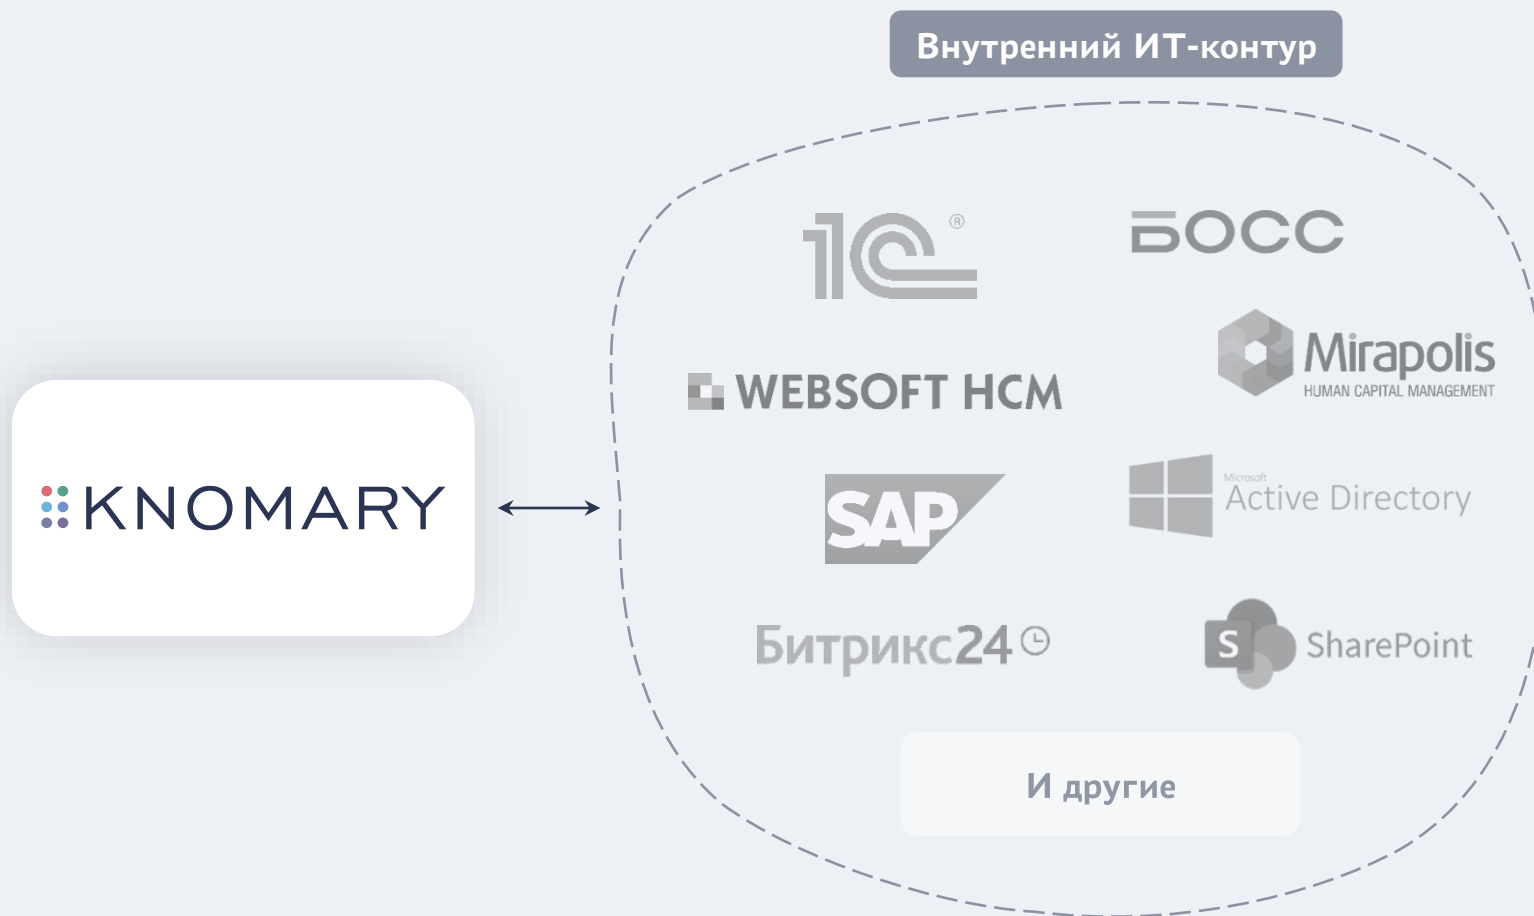 Внутренний ИТ-контур
1С®
БОСС
Mirapolis
HUMAN CAPITAL MANAGEMENT
WEBSOFT HCM
KNOMARY
SAP
Microsoft
Active Directory
Битрикс24
S SharePoint
И другие